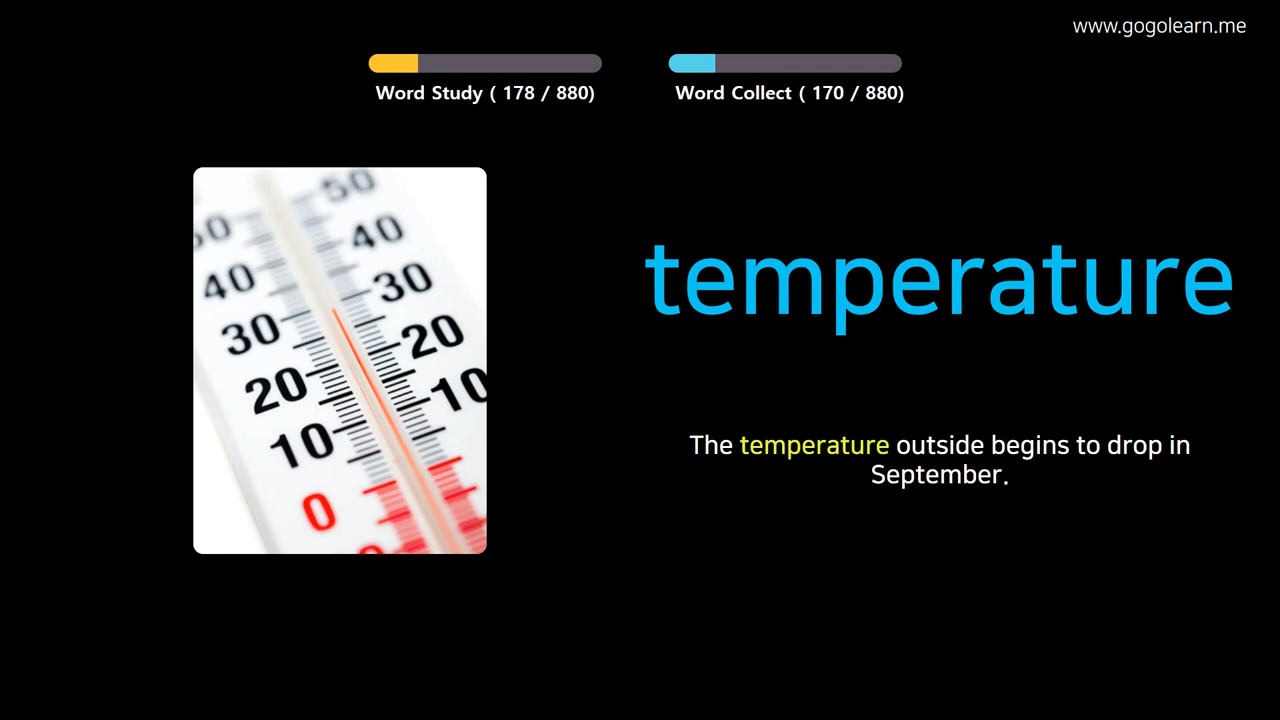 www.gogolearn.me
Word Study ( 178 / 880)
Word Collect ( 170 / 880)
50
50
40
40
30
30
20
20
10
10
0
temperature
The temperature outside begins to drop in
September.